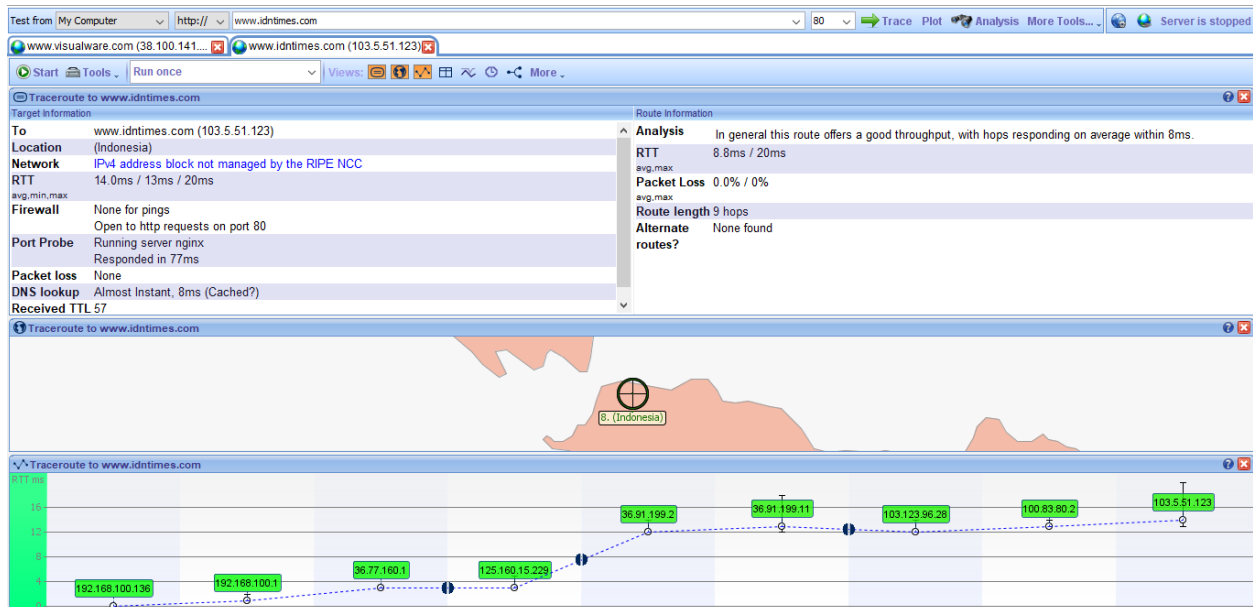 Test from My Computer http:// www.idntimes.com 80 Trace Plot Analysis More Tools... Server is stopped
www.visualware.com (38.100.141.... www.idntimes.com (103.5.51.123)
Start Tools Run once Views: More
Traceroute to www.idntimes.com
Target Information
To www.idntimes.com (103.5.51.123)
Location (Indonesia)
Network IPv4 address block not managed by the RIPE NCC
RTT 14.0ms / 13ms / 20ms
avg,min,max
Firewall None for pings
Open to http requests on port 80
Port Probe Running server nginx
Responded in 77ms
Packet loss None
DNS lookup Almost Instant, 8ms (Cached?)
Received TTL 57
Route Information
Analysis In general this route offers a good throughput, with hops responding on average within 8ms.
RTT 8.8ms / 20ms
avg,max
Packet Loss 0.0% / 0%
avg,max
Route length 9 hops
Alternate None found
routes?
Traceroute to www.idntimes.com
8. (Indonesia)
Traceroute to www.idntimes.com
RTT ms
16
12
8
4
0
192.168.100.136
192.168.100.1
36.77.160.1
125.160.15.229
36.91.199.2
36.91.199.11
103.123.96.28
100.83.80.2
103.5.51.123